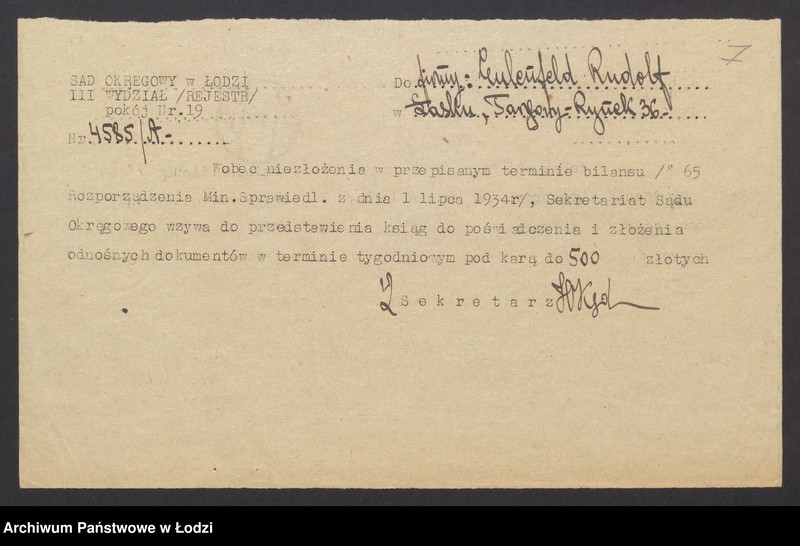 7
SAD OKRĘGOWY w ŁODZI
III WYDZIAŁ /REJESTR/
pokój Nr.19
Nr. 4585/A-
Do firmy: Eulenfeld Rudolf
w Łasku, Targowy-Rynek 36.-
Wobec niezłożenia w przepisanym terminie bilansu /§ 65
Rozporządzenia Min.Sprawiedl. z dnia 1 lipca 1934r/, Sekretariat Sądu
Okręgowego wzywa do przedstawienia ksiąg do poświadczenia i złożenia
odnośnych dokumentów w terminie tygodniowym pod karą do 500 złotych
Sekretarz
Archiwum Państwowe w Łodzi